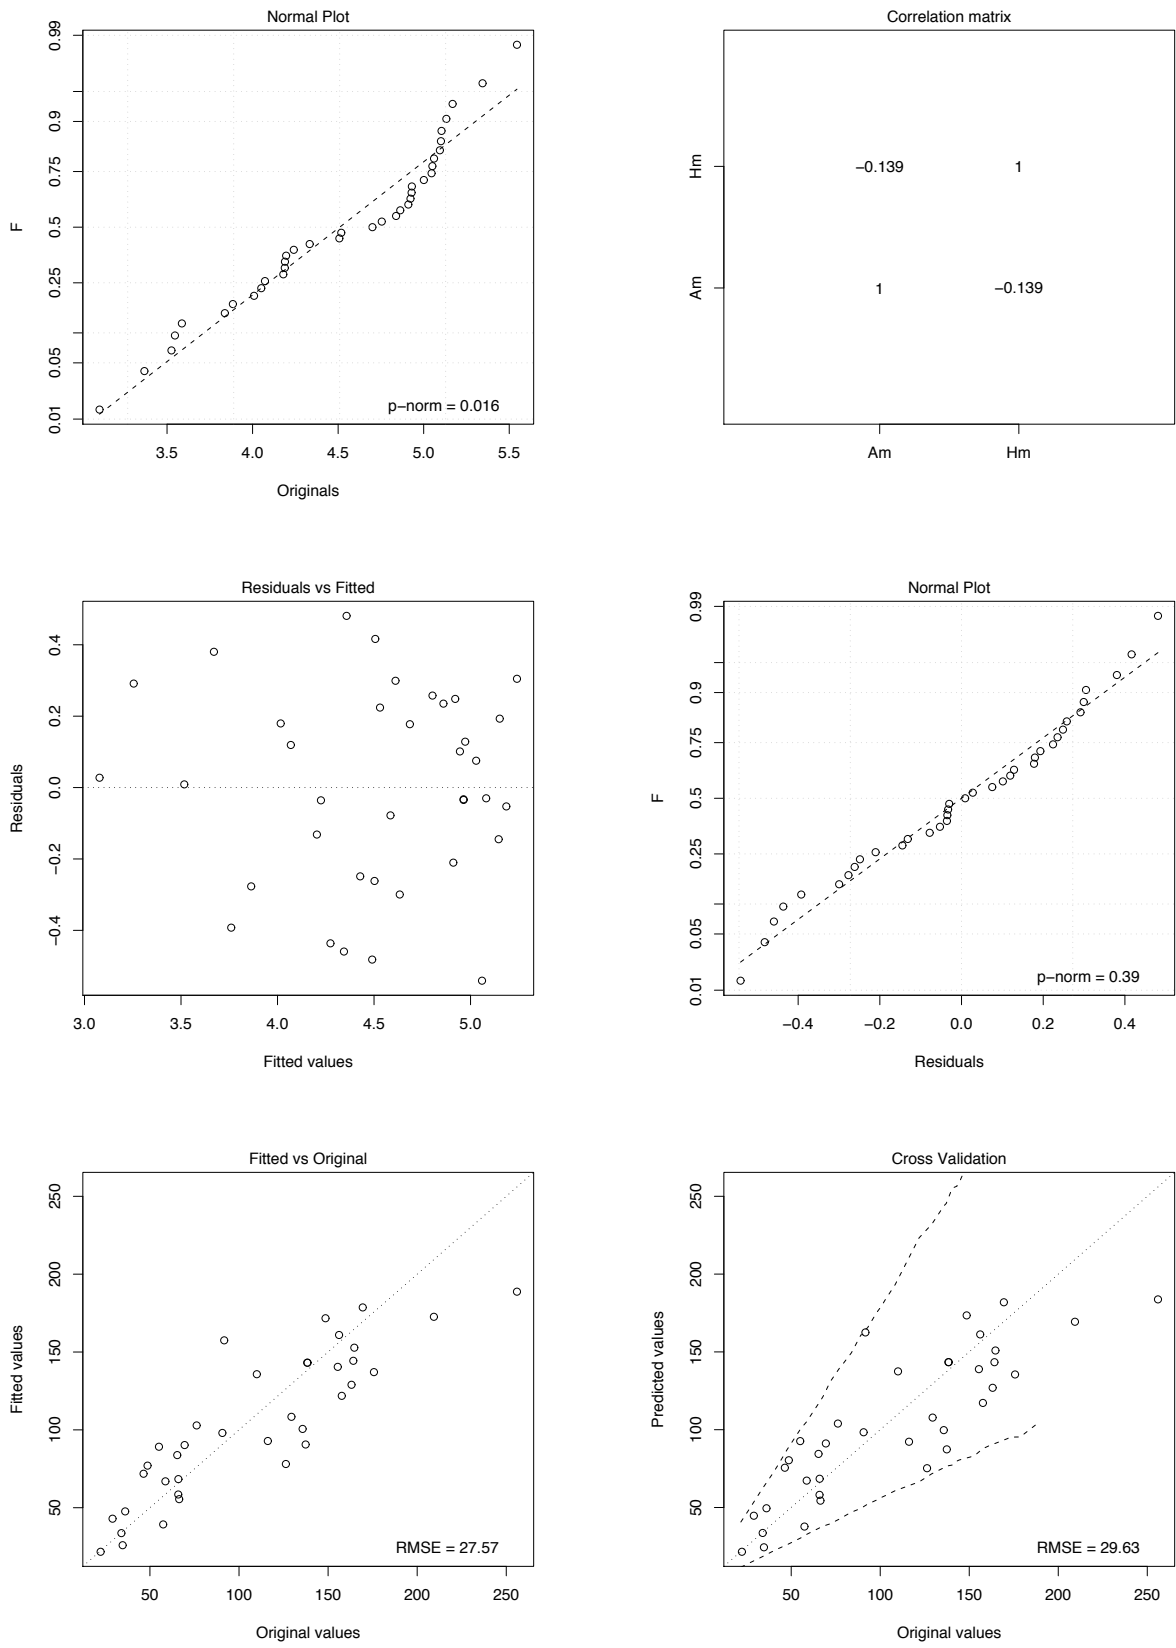 Normal Plot
0.99
0.9
0.75
0.5
0.25
0.05
0.01
F
p−norm = 0.016
3.5 4.0 4.5 5.0 5.5
Originals
Correlation matrix
Hm
Am
−0.139 1
1 −0.139
Am Hm
Residuals vs Fitted
0.4
0.2
0.0
−0.2
−0.4
Residuals
3.0 3.5 4.0 4.5 5.0
Fitted values
Normal Plot
0.99
0.9
0.75
0.5
0.25
0.05
0.01
F
p−norm = 0.39
−0.4 −0.2 0.0 0.2 0.4
Residuals
Fitted vs Original
250
200
150
100
50
Fitted values
RMSE = 27.57
50 100 150 200 250
Original values
Cross Validation
250
200
150
100
50
Predicted values
RMSE = 29.63
50 100 150 200 250
Original values